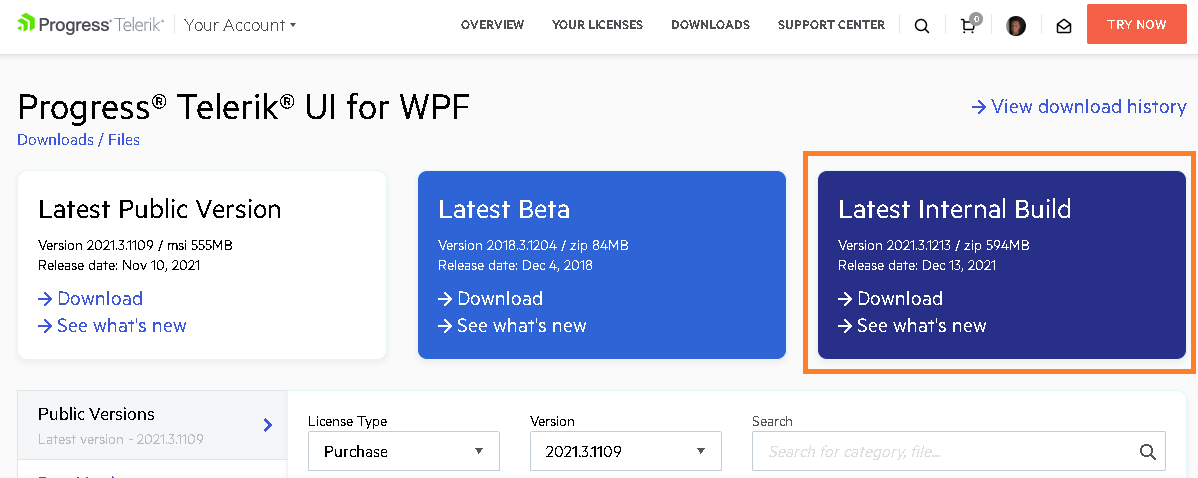 Progress® Telerik®
Your Account
OVERVIEW
YOUR LICENSES
DOWNLOADS
SUPPORT CENTER
0
TRY NOW
Progress® Telerik® UI for WPF
View download history
Downloads / Files
Latest Public Version
Version 2021.3.1109 / msi 555MB
Release date: Nov 10, 2021
Download
See what's new
Latest Beta
Version 2018.3.1204 / zip 84MB
Release date: Dec 4, 2018
Download
See what's new
Latest Internal Build
Version 2021.3.1213 / zip 594MB
Release date: Dec 13, 2021
Download
See what's new
Public Versions
Latest version - 2021.3.1109
License Type
Purchase
Version
2021.3.1109
Search
Search for category, file...